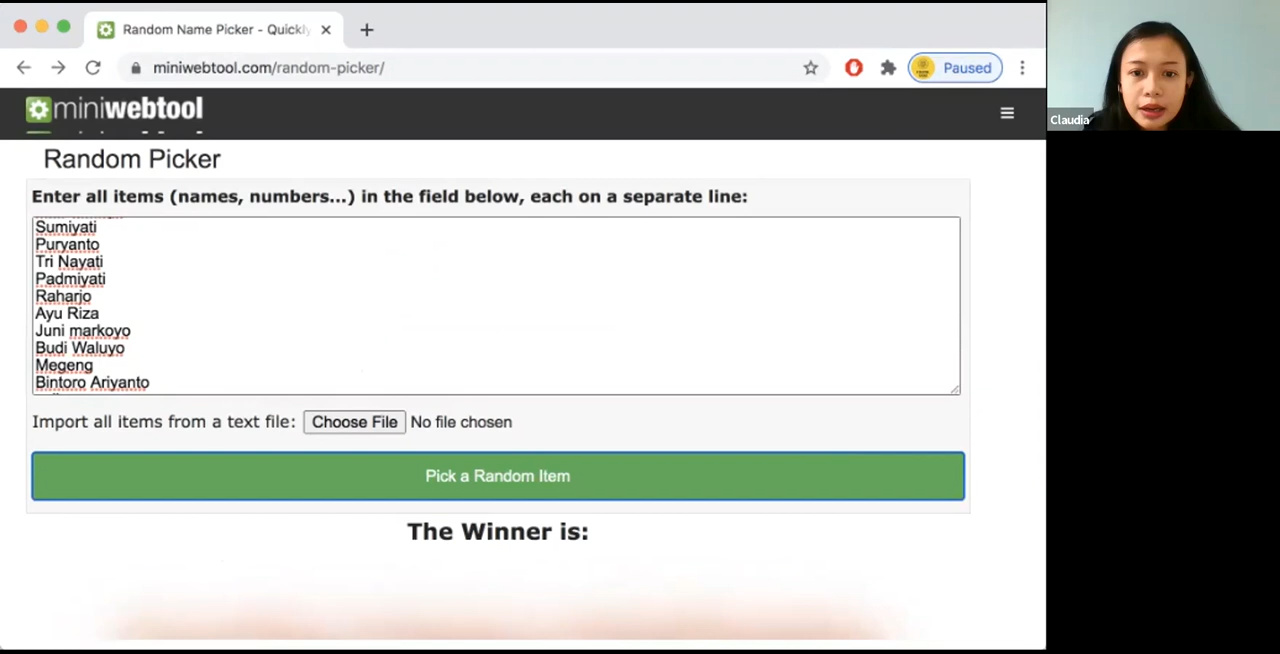 Random Name Picker - Quickly
miniwebtool.com/random-picker/
Paused
miniwebtool
Random Picker
Enter all items (names, numbers...) in the field below, each on a separate line:
Sumiyati
Puryanto
Tri Nayati
Padmiyati
Raharjo
Ayu Riza
Juni markoyo
Budi Waluyo
Megeng
Bintoro Ariyanto
Import all items from a text file: Choose File No file chosen
Pick a Random Item
The Winner is:
Claudia